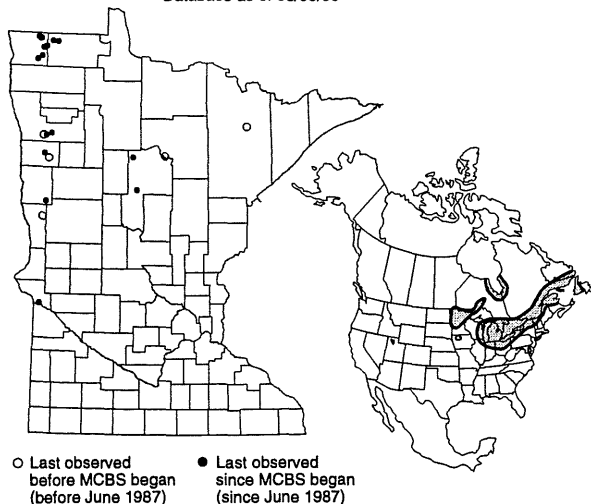 ○ Last observed
before MCBS began
(before June 1987)
● Last observed
since MCBS began
(since June 1987)